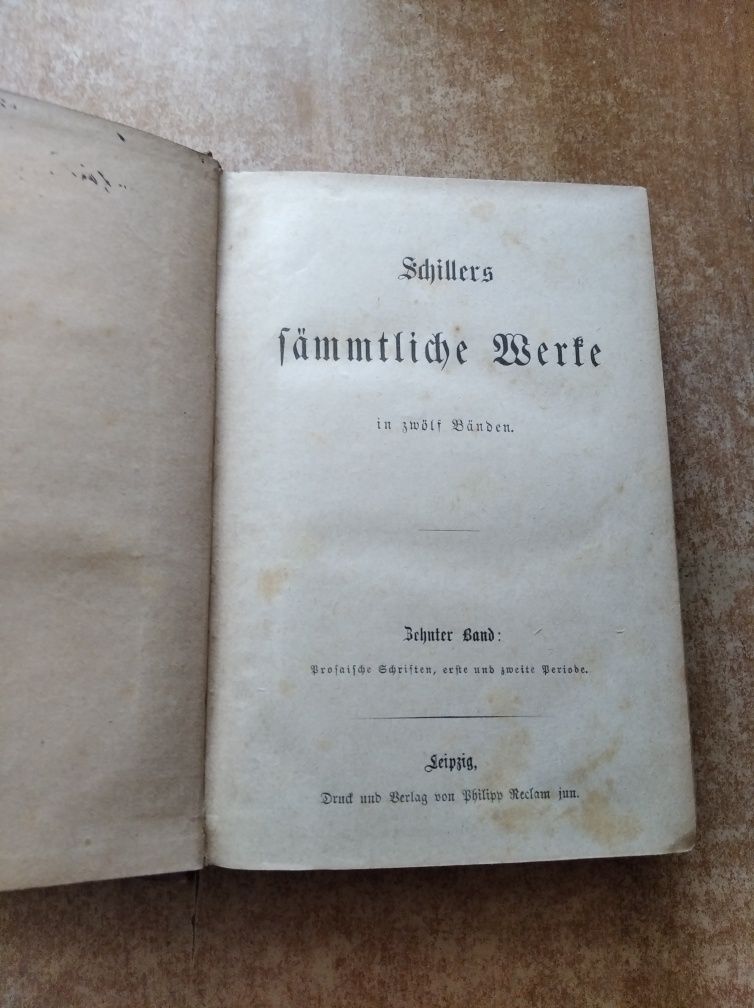 Schillers
sämmtliche Werke
in zwölf Bänden.
Zehnter Band:
Prosaische Schriften, erste und zweite Periode.
Leipzig,
Druck und Verlag von Philipp Reclam jun.